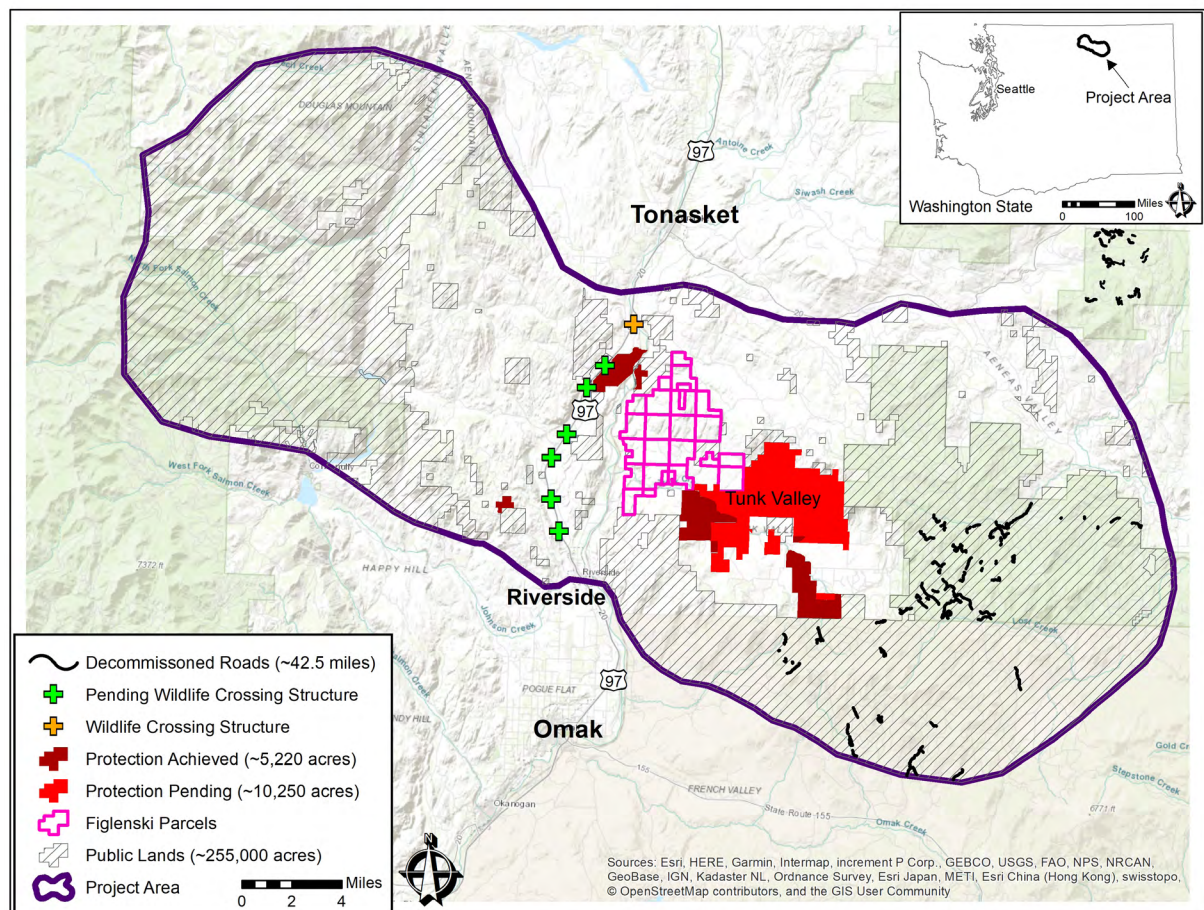 Washington State
Seattle
Project Area
Miles
0
100
N
DOUGLAS MOUNTAIN
97
Antoine Creek
Siwash Creek
Tonasket
20
20
North Fork Salmon Creek
AENEAS VALLEY
97
West Fork Salmon Creek
Tunk Valley
7372 ft
HAPPY HILL
Riverside
Riverside
Johnson Creek
Lost Creek
POGUE FLAT
97
Omak
155
FRENCH VALLEY
State Route 155
Omak Creek
Okanogan
Gold Cr
Stepstone Creek
6771 ft
Decommissoned Roads (~42.5 miles)
Pending Wildlife Crossing Structure
Wildlife Crossing Structure
Protection Achieved (~5,220 acres)
Protection Pending (~10,250 acres)
Figlenski Parcels
Public Lands (~255,000 acres)
Project Area
Miles
0 2 4
N
Sources: Esri, HERE, Garmin, Intermap, increment P Corp., GEBCO, USGS, FAO, NPS, NRCAN,
GeoBase, IGN, Kadaster NL, Ordnance Survey, Esri Japan, METI, Esri China (Hong Kong), swisstopo,
© OpenStreetMap contributors, and the GIS User Community